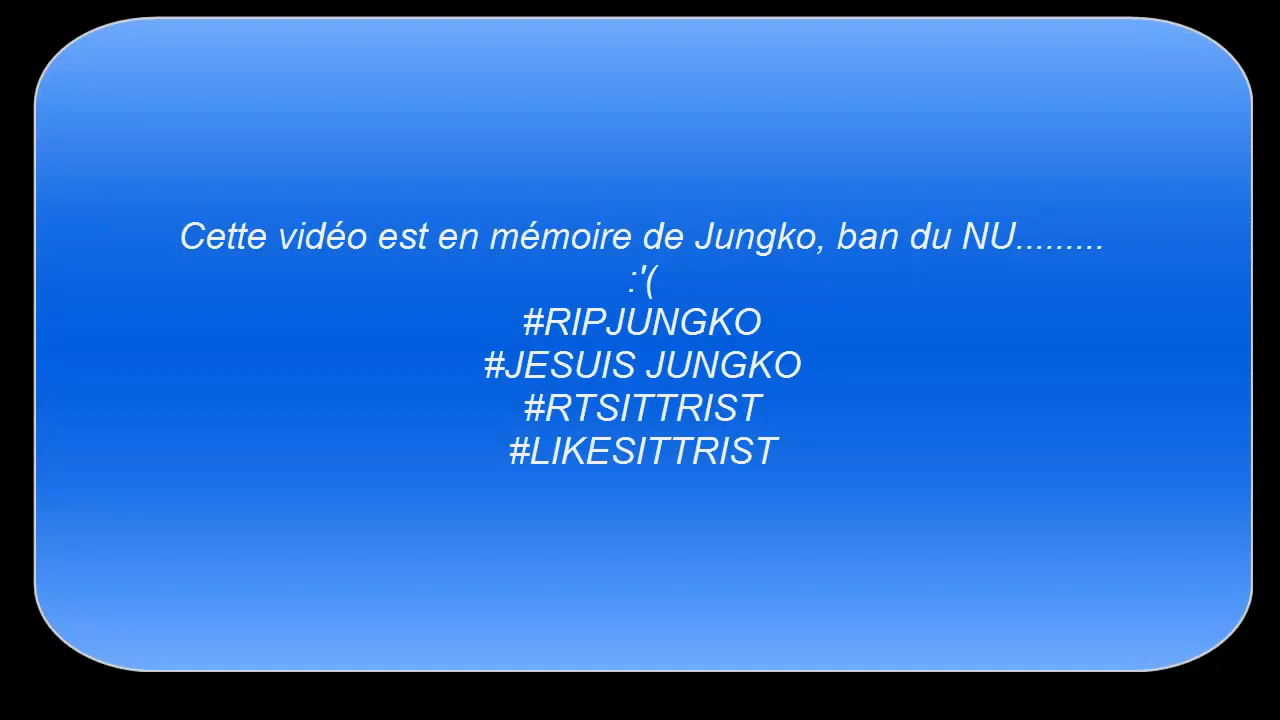 Cette vidéo est en mémoire de Jungko, ban du NU.........
:'(
#RIPJUNGKO
#JESUIS JUNGKO
#RTSITTRIST
#LIKESITTRIST